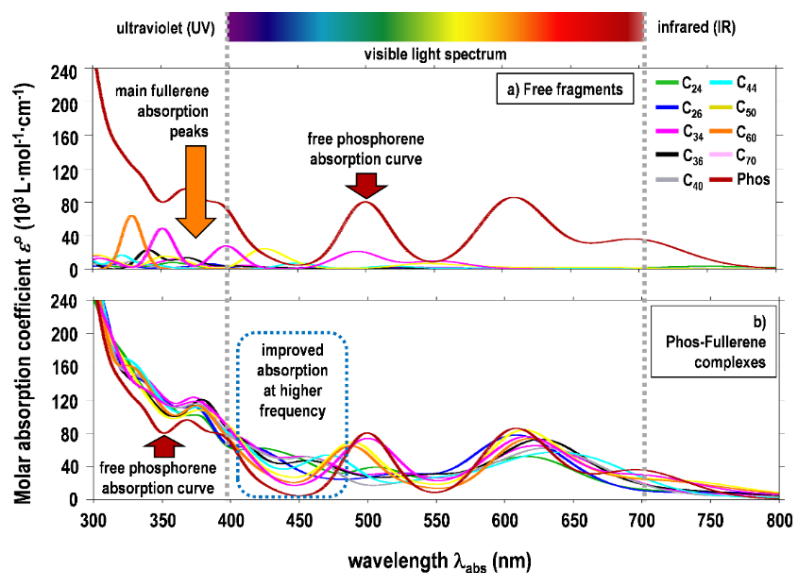 ultraviolet (UV)
infrared (IR)
visible light spectrum
Molar absorption coefficient ε° (10³ L·mol⁻¹·cm⁻¹)
240
200
160
120
80
40
0
main fullerene
absorption
peaks
free phosphorene
absorption curve
a) Free fragments
C₂₄
C₂₆
C₃₄
C₃₆
C₄₀
C₄₄
C₅₀
C₆₀
C₇₀
Phos
240
200
160
120
80
40
0
improved
absorption
at higher
frequency
free phosphorene
absorption curve
b)
Phos-Fullerene
complexes
300 350 400 450 500 550 600 650 700 750 800
wavelength λabs (nm)